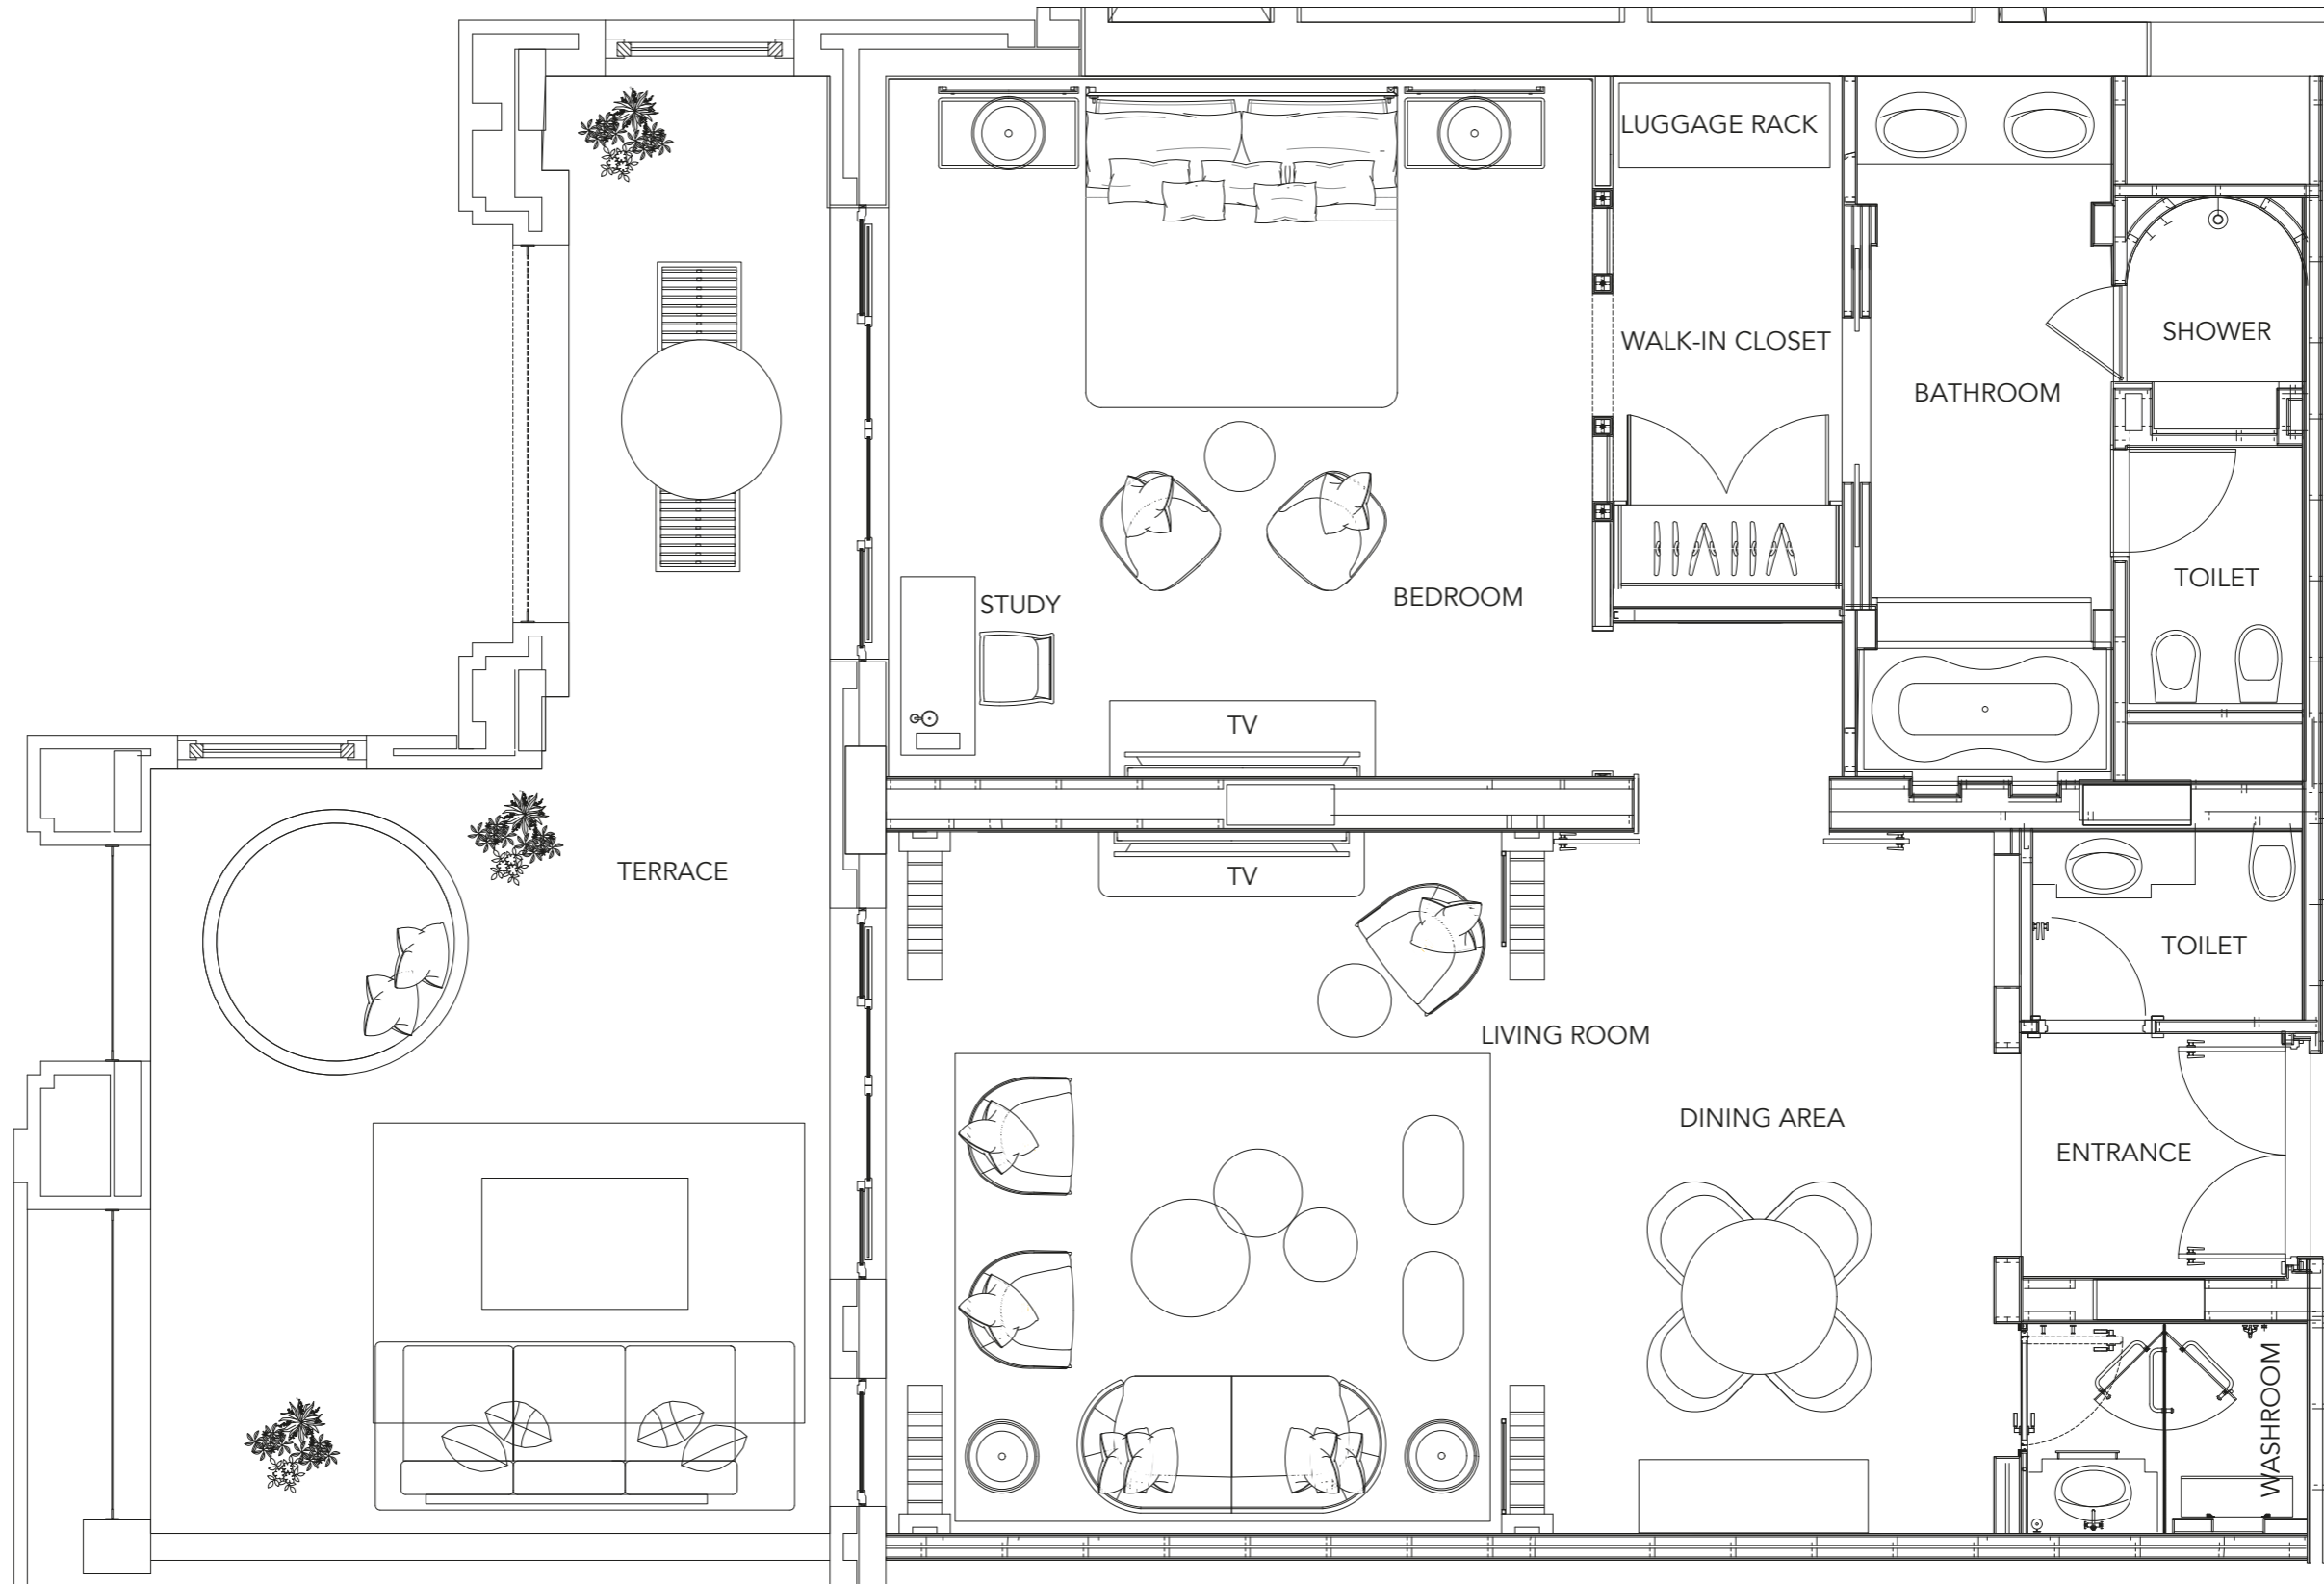 LUGGAGE RACK
WALK-IN CLOSET
SHOWER
BATHROOM
TOILET
STUDY
BEDROOM
TV
TV
TERRACE
TOILET
LIVING ROOM
DINING AREA
ENTRANCE
WASHROOM